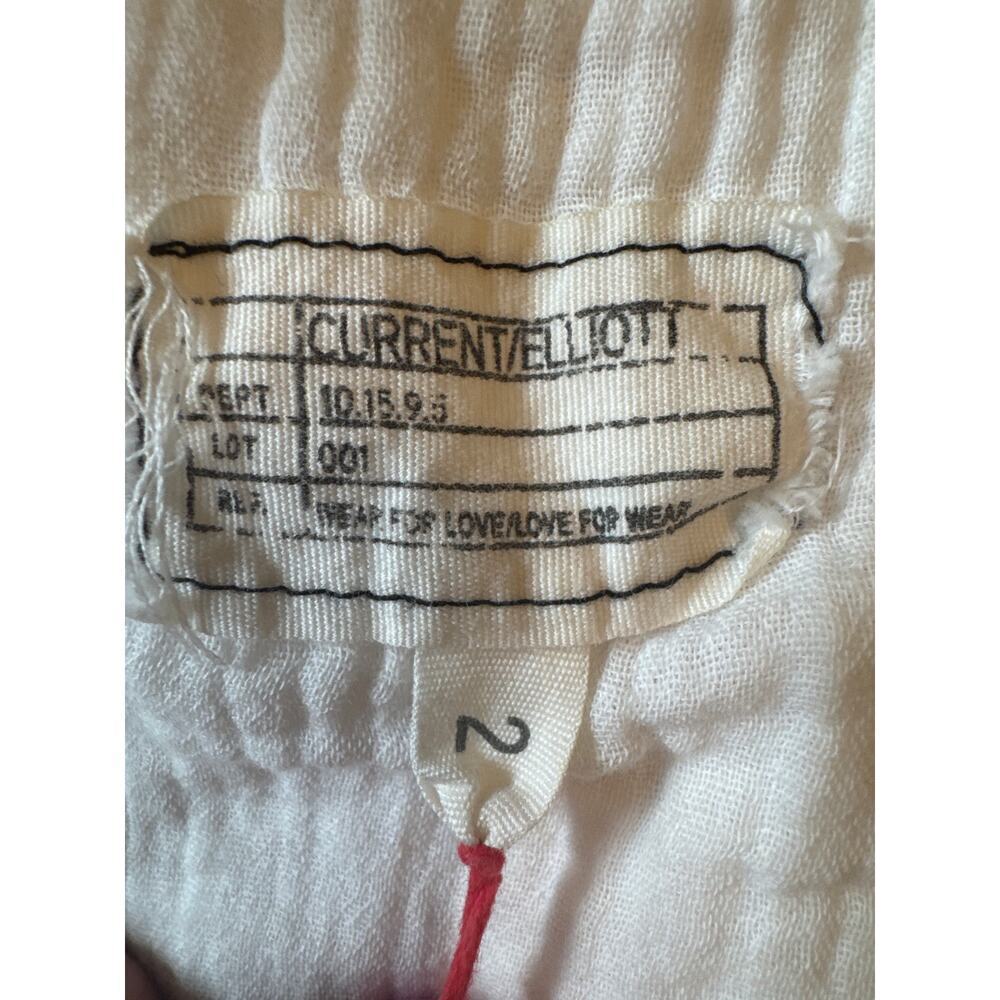 CURRENT/ELLIOTT
DEPT 10.15.9.5
LOT .001
REF. WEAR FOR LOVE/LOVE FOR WEAR
2